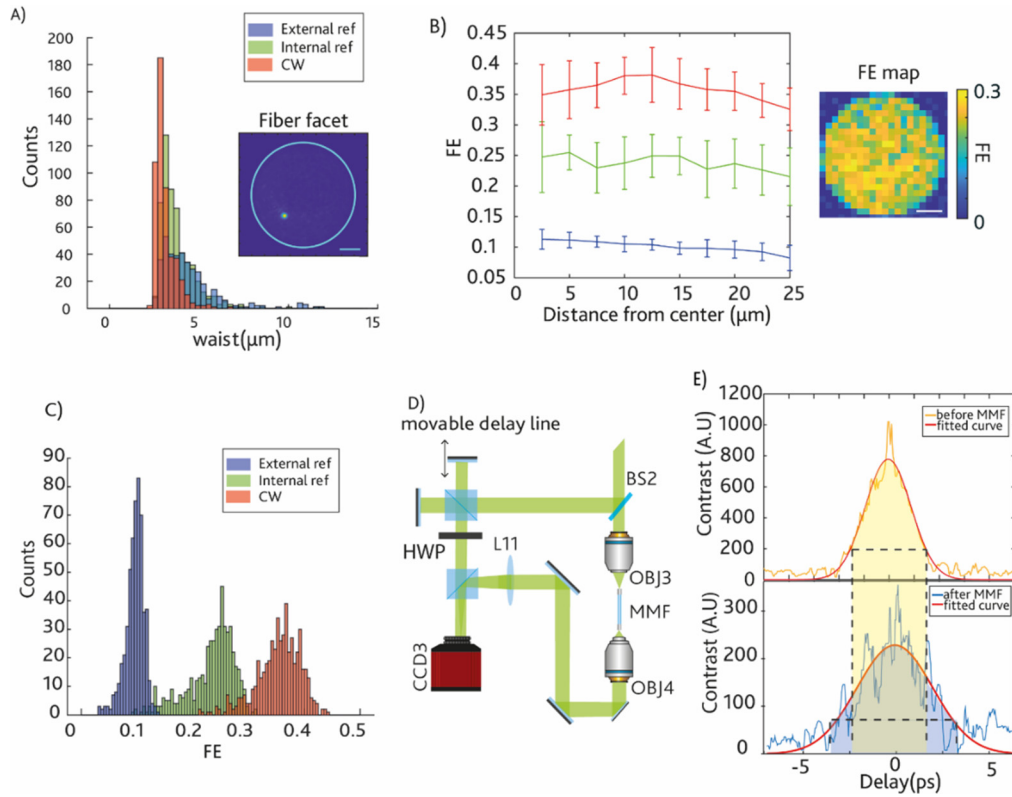 A)
External ref
Internal ref
CW
200
180
160
140
120
100
80
60
40
20
0
Counts
Fiber facet
0
5
10
15
waist(μm)
B)
0.45
0.4
0.35
0.3
0.25
0.2
0.15
0.1
0.05
FE
0
5
10
15
20
25
Distance from center (μm)
FE map
0.3
FE
0
C)
External ref
Internal ref
CW
90
80
70
60
50
40
30
20
10
0
Counts
0
0.1
0.2
0.3
0.4
0.5
FE
D)
movable delay line
BS2
HWP
L11
OBJ3
MMF
CCD3
OBJ4
E)
1200
1000
800
600
400
200
0
Contrast (A.U)
before MMF
fitted curve
300
200
100
0
Contrast (A.U)
after MMF
fitted curve
-5
0
5
Delay(ps)